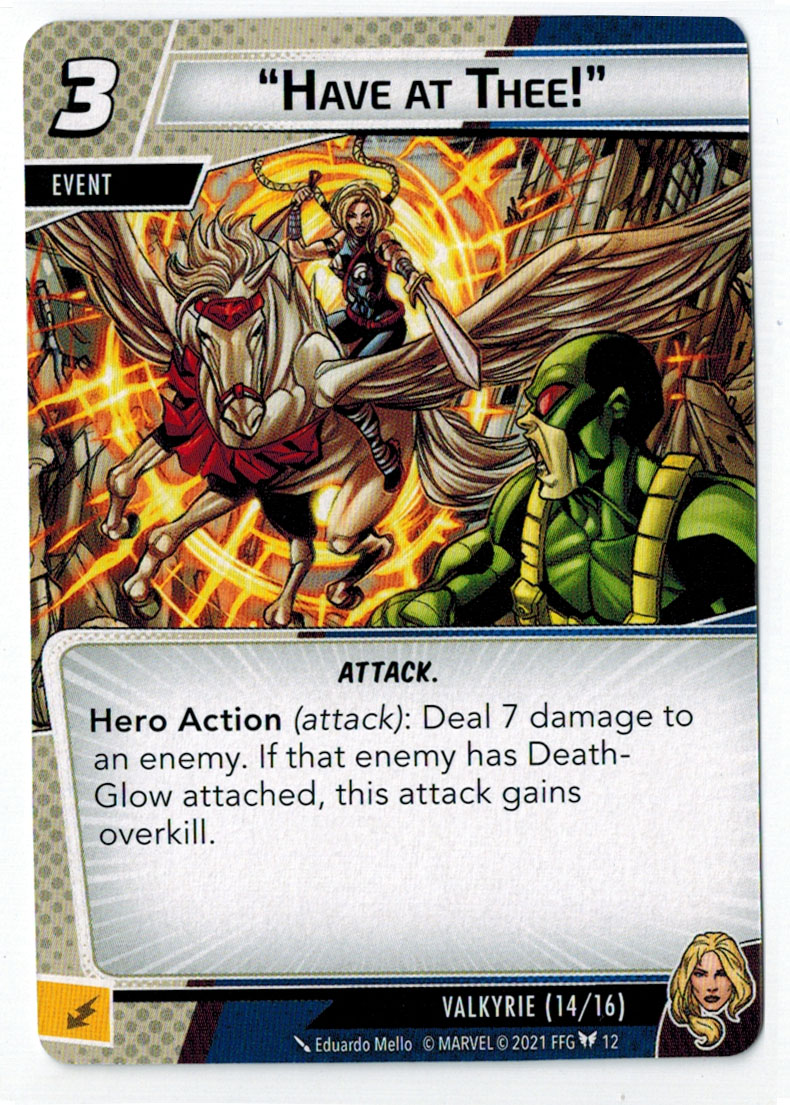 3
“HAVE AT THEE!”
EVENT
ATTACK.
Hero Action (attack): Deal 7 damage to
an enemy. If that enemy has Death-
Glow attached, this attack gains
overkill.
VALKYRIE (14/16)
Eduardo Mello © MARVEL © 2021 FFG 12